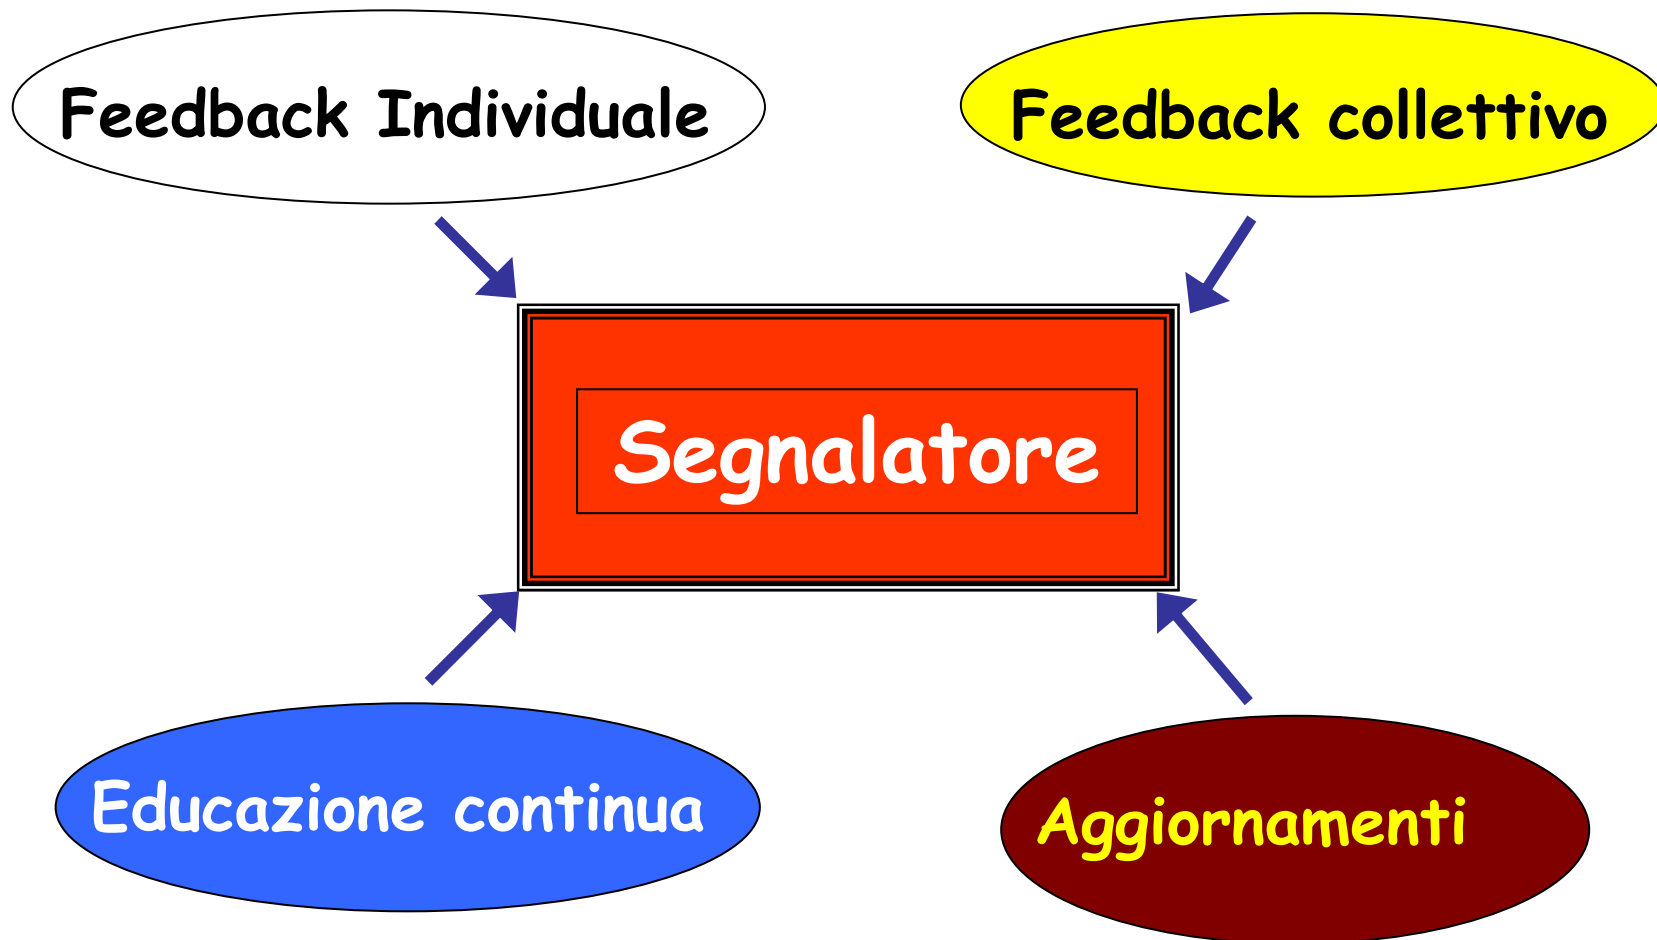 Feedback Individuale
Feedback collettivo
Segnalatore
Educazione continua
Aggiornamenti